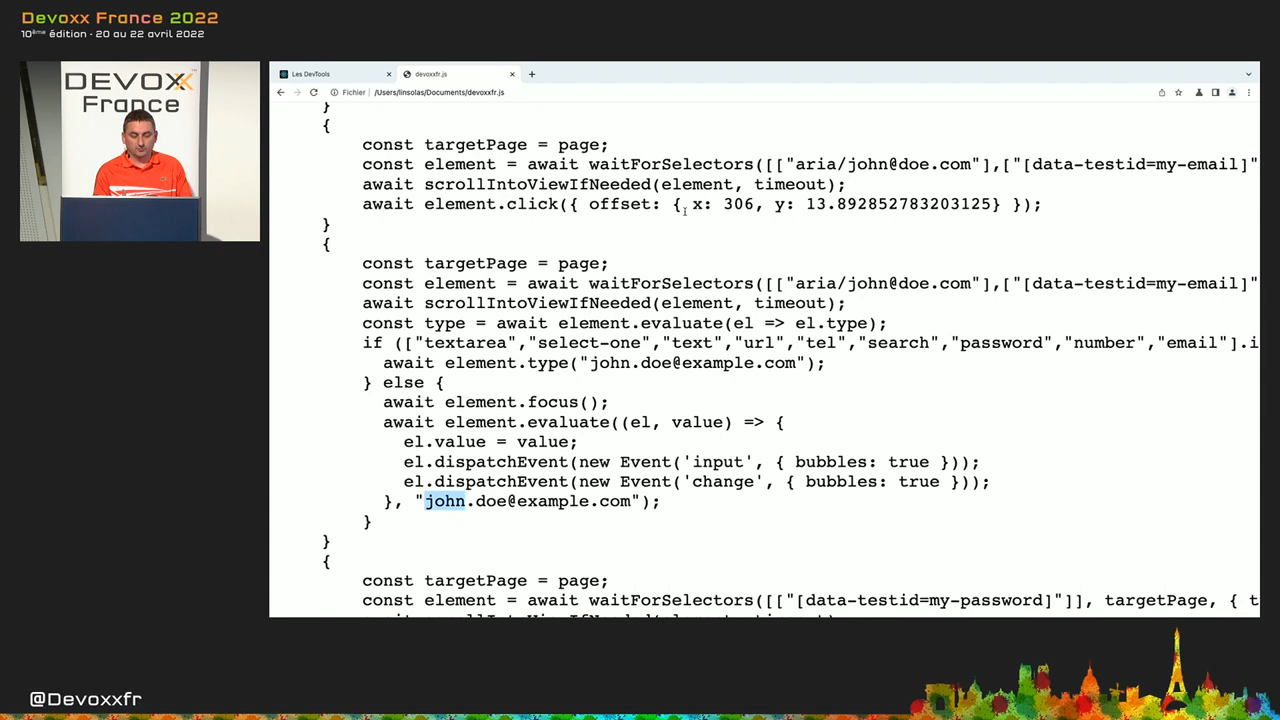 Devoxx France 2022
10ème édition - 20 au 22 avril 2022
DEVOXX™
France
Les DevTools
devoxxfr.js
Fichier | /Users/linsolas/Documents/devoxxfr.js
}
{
const targetPage = page;
const element = await waitForSelectors([["aria/john@doe.com"],["[data-testid=my-email]"
await scrollIntoViewIfNeeded(element, timeout);
await element.click({ offset: { x: 306, y: 13.892852783203125} });
}
{
const targetPage = page;
const element = await waitForSelectors([["aria/john@doe.com"],["[data-testid=my-email]"
await scrollIntoViewIfNeeded(element, timeout);
const type = await element.evaluate(el => el.type);
if (["textarea","select-one","text","url","tel","search","password","number","email"].i
await element.type("john.doe@example.com");
} else {
await element.focus();
await element.evaluate((el, value) => {
el.value = value;
el.dispatchEvent(new Event('input', { bubbles: true }));
el.dispatchEvent(new Event('change', { bubbles: true }));
}, "john.doe@example.com");
}
}
{
const targetPage = page;
const element = await waitForSelectors([["[data-testid=my-password]"]], targetPage, { t
@Devoxxfr